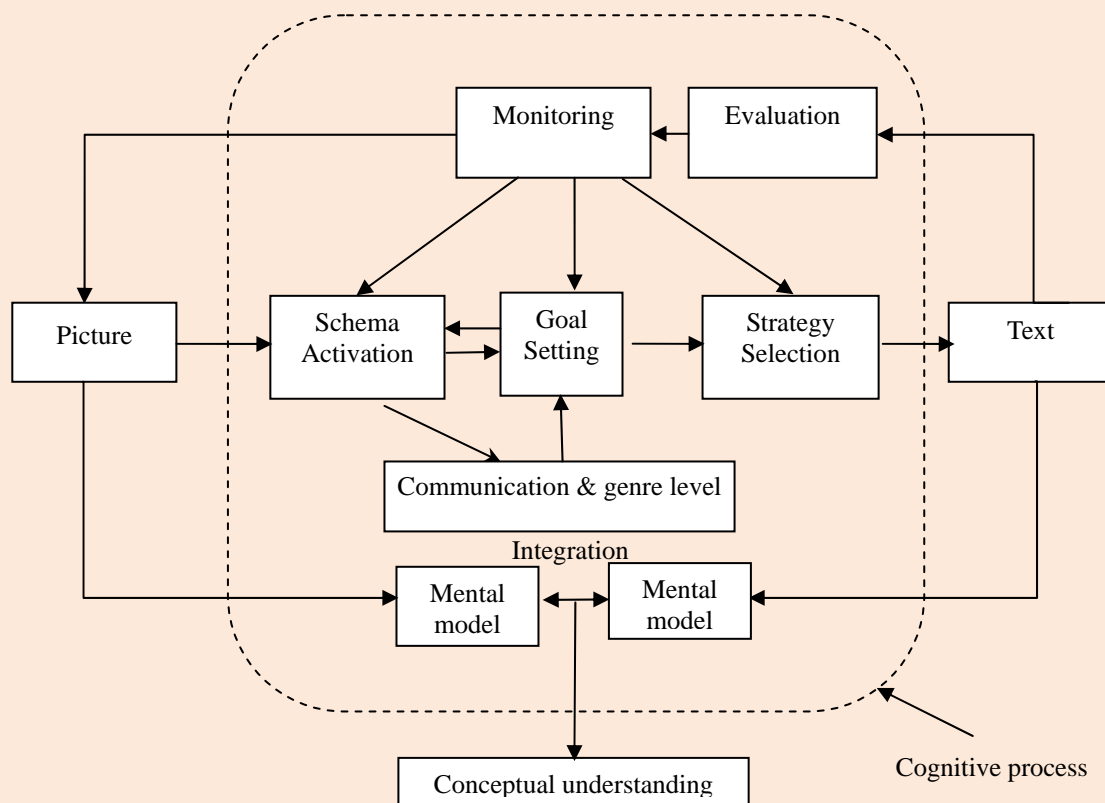 Monitoring
Evaluation
Picture
Schema
Activation
Goal
Setting
Strategy
Selection
Text
Communication & genre level
Integration
Mental
model
Mental
model
Cognitive process
Conceptual understanding